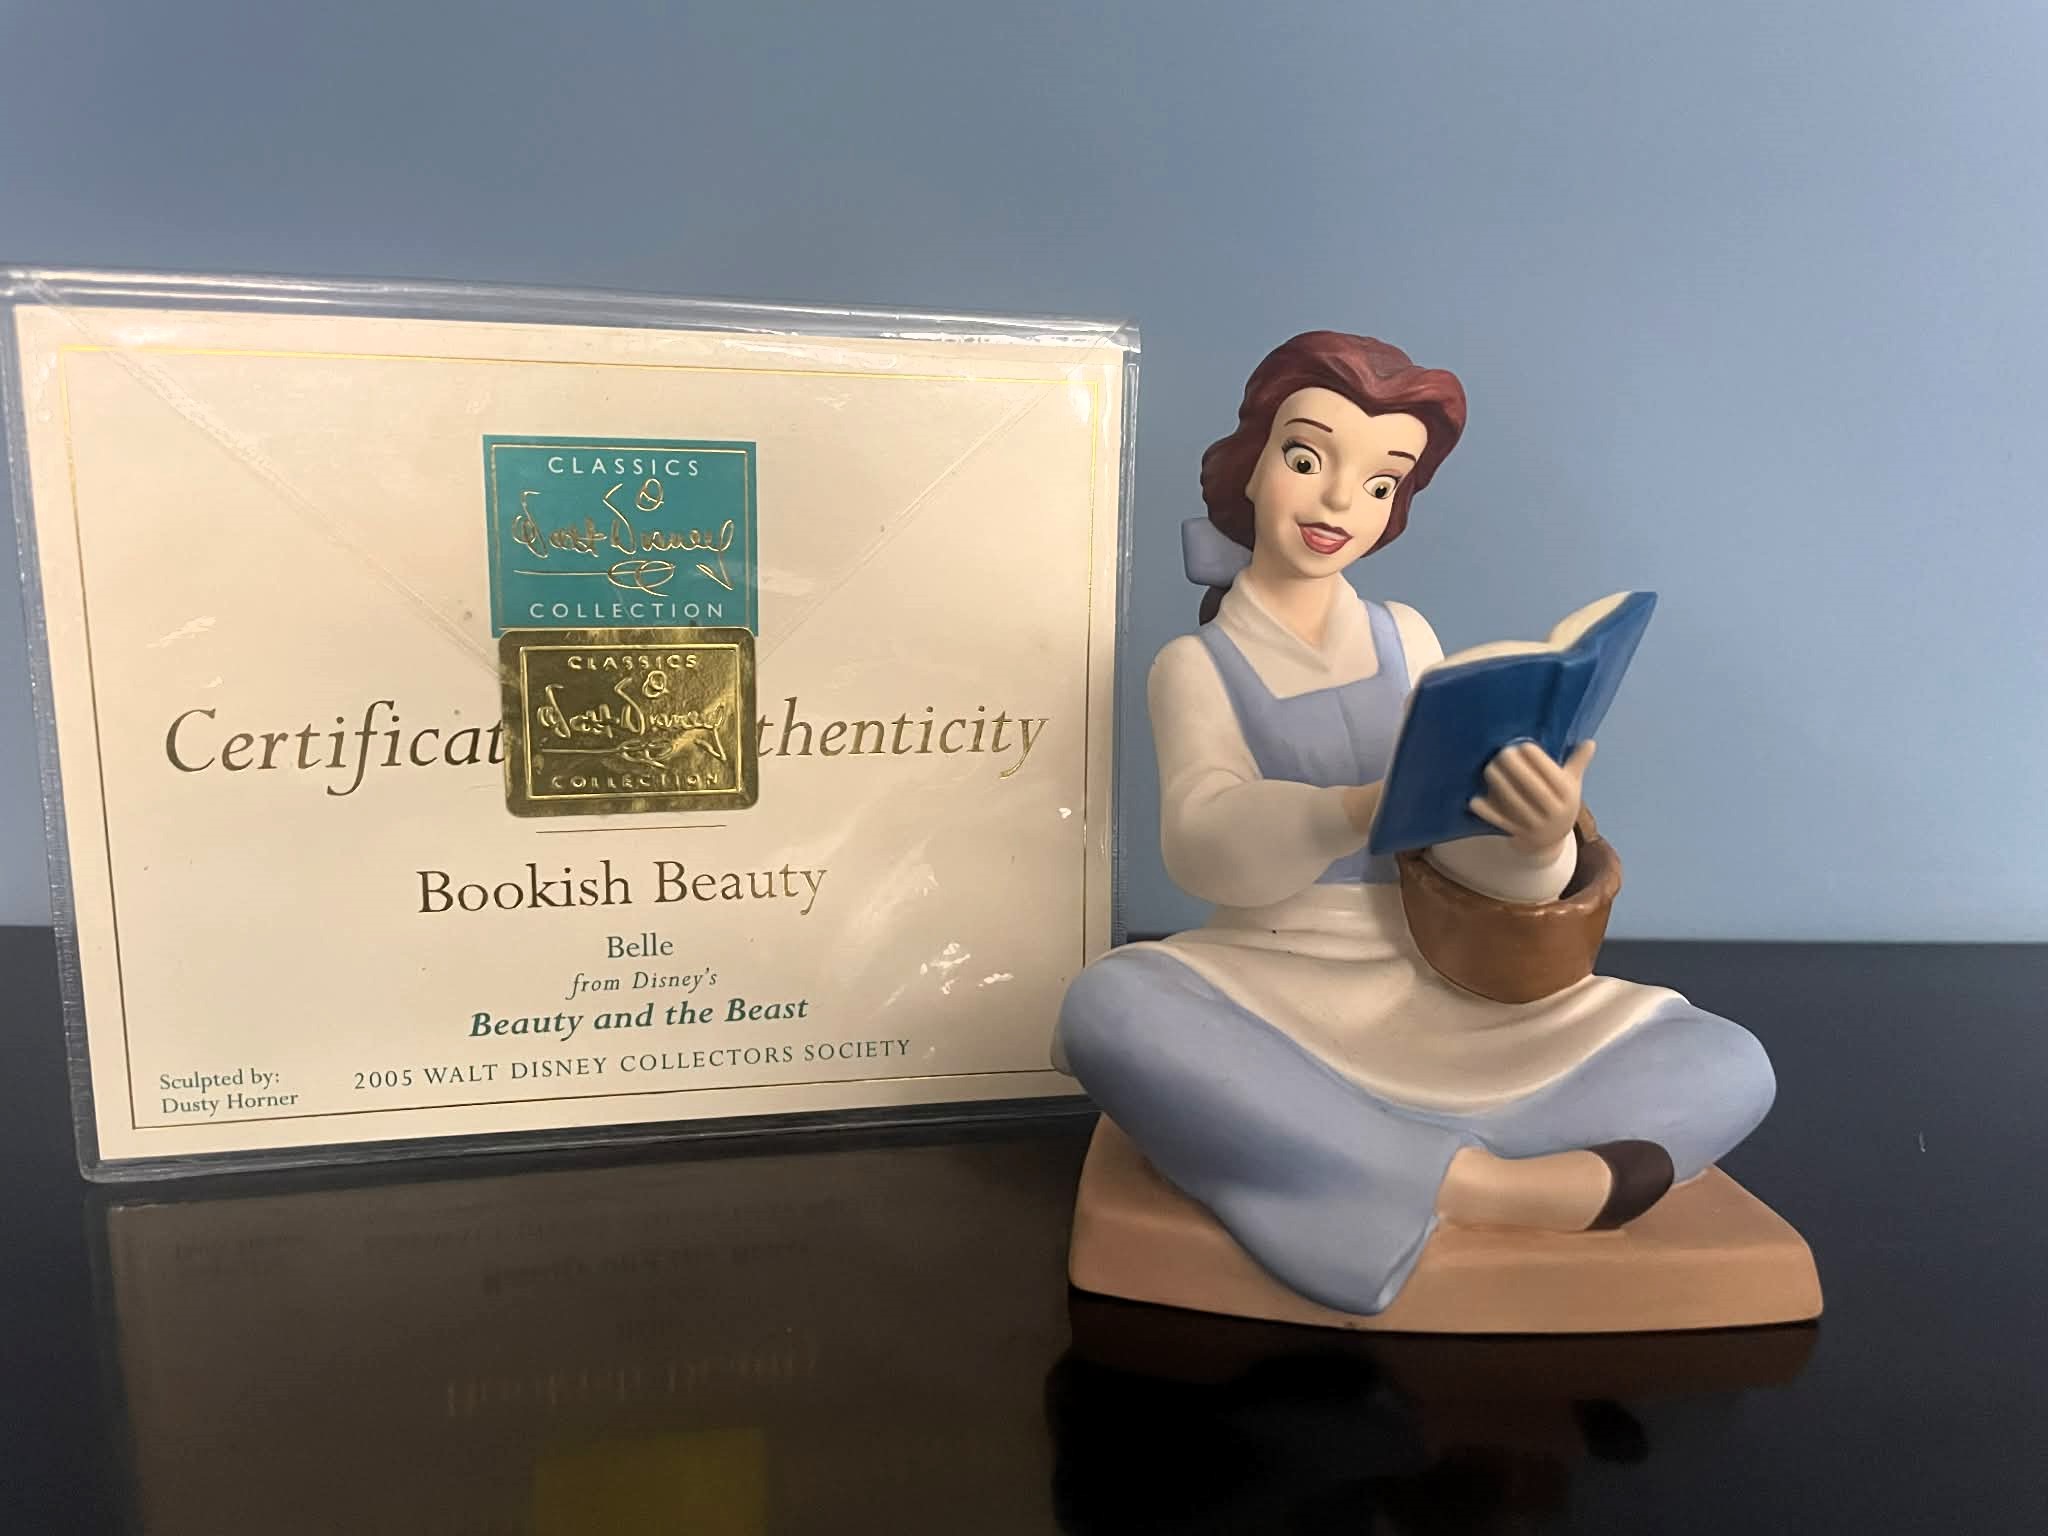 CLASSICS
Walt Disney
COLLECTION
CLASSICS
Walt Disney
COLLECTION
Certificat thenticity
Bookish Beauty
Belle
from Disney's
Beauty and the Beast
2005 WALT DISNEY COLLECTORS SOCIETY
Sculpted by:
Dusty Horner